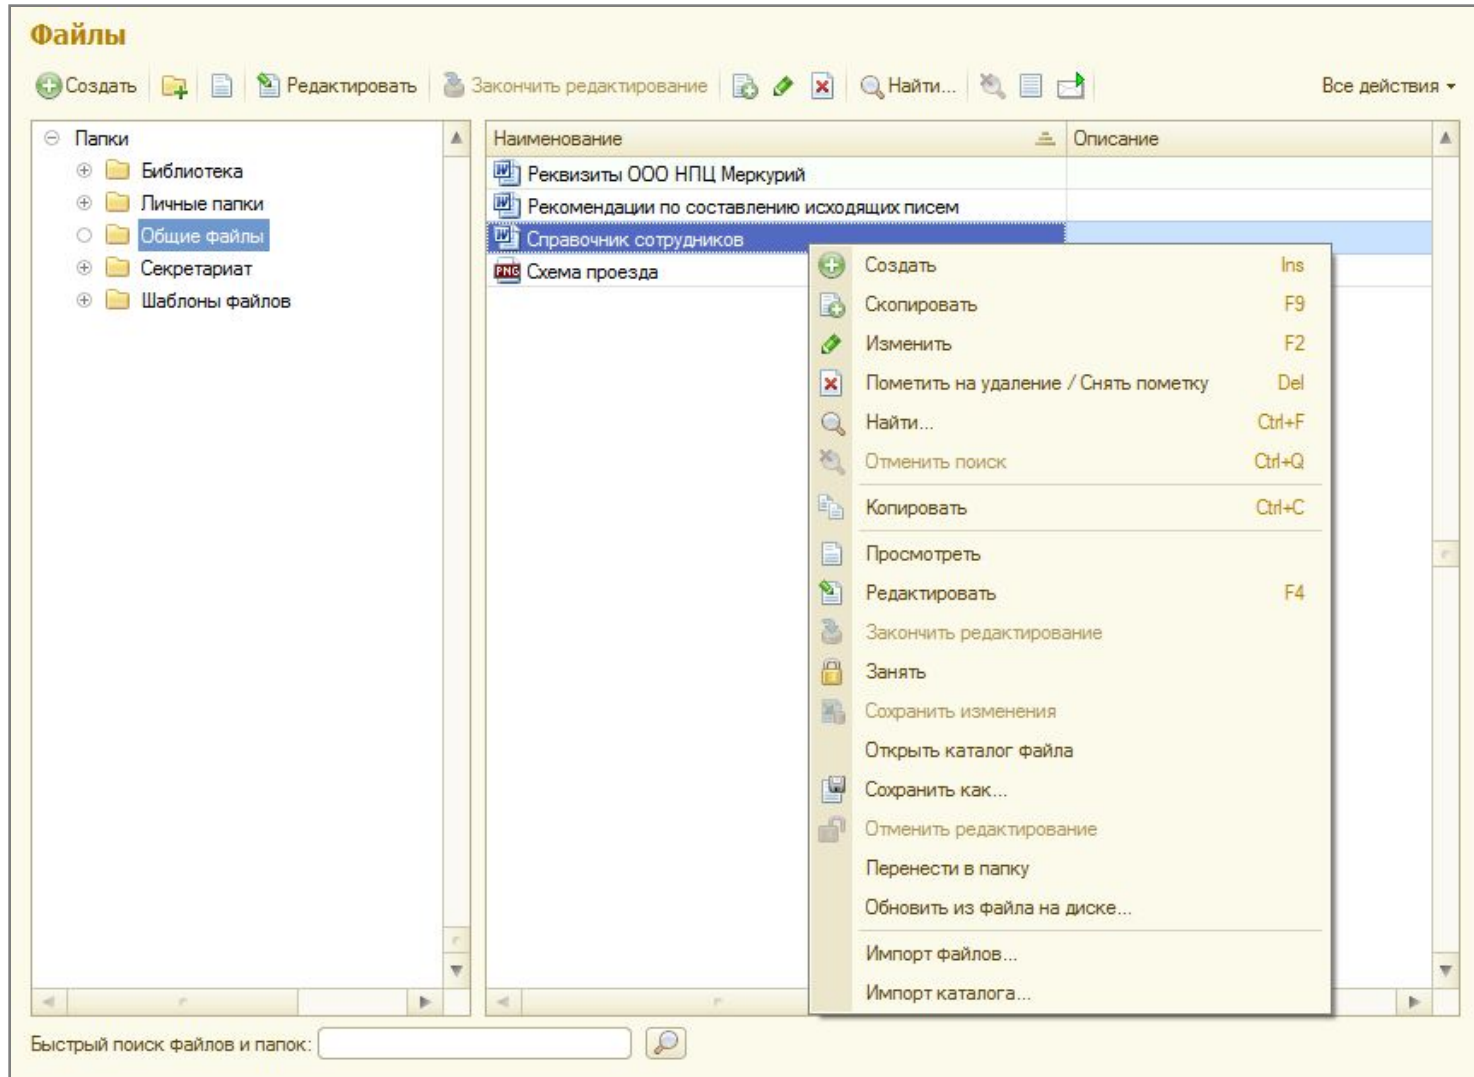 Файлы
Создать Редактировать Закончить редактирование Найти... Все действия
Папки
Библиотека
Личные папки
Общие файлы
Секретариат
Шаблоны файлов
Наименование Описание
Реквизиты ООО НПЦ Меркурий
Рекомендации по составлению исходящих писем
Справочник сотрудников
PNG Схема проезда
Создать Ins
Скопировать F9
Изменить F2
Пометить на удаление / Снять пометку Del
Найти... Ctrl+F
Отменить поиск Ctrl+Q
Копировать Ctrl+C
Просмотреть
Редактировать F4
Закончить редактирование
Занять
Сохранить изменения
Открыть каталог файла
Сохранить как...
Отменить редактирование
Перенести в папку
Обновить из файла на диске...
Импорт файлов...
Импорт каталога...
Быстрый поиск файлов и папок: